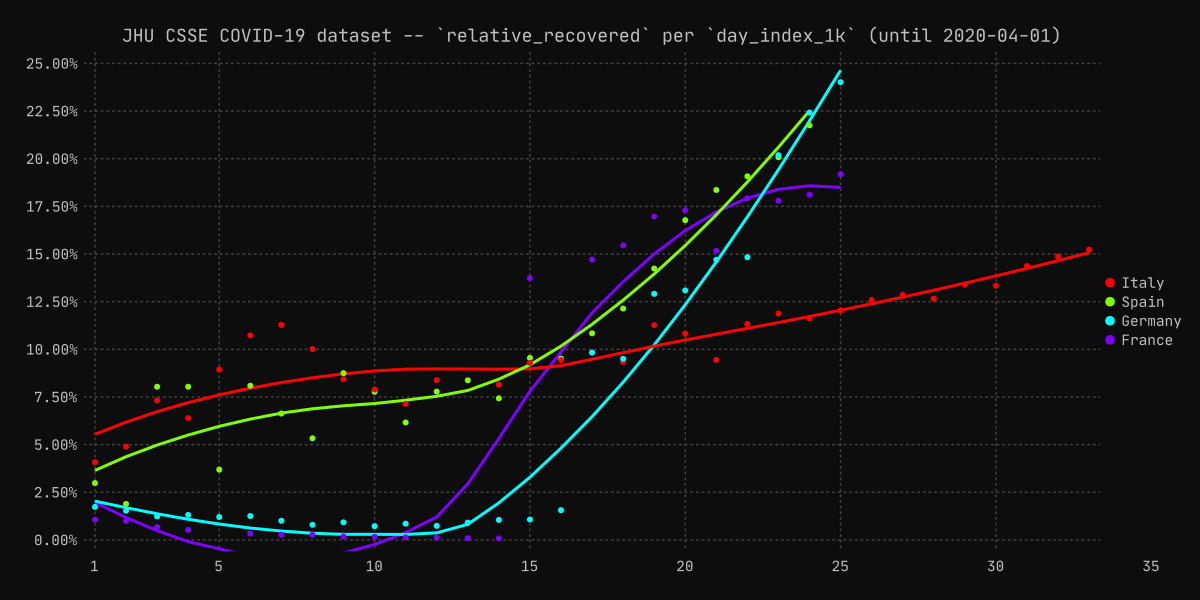 JHU CSSE COVID-19 dataset -- `relative_recovered` per `day_index_1k` (until 2020-04-01)
25.00%
22.50%
20.00%
17.50%
15.00%
12.50%
10.00%
7.50%
5.00%
2.50%
0.00%
1 5 10 15 20 25 30 35
Italy
Spain
Germany
France